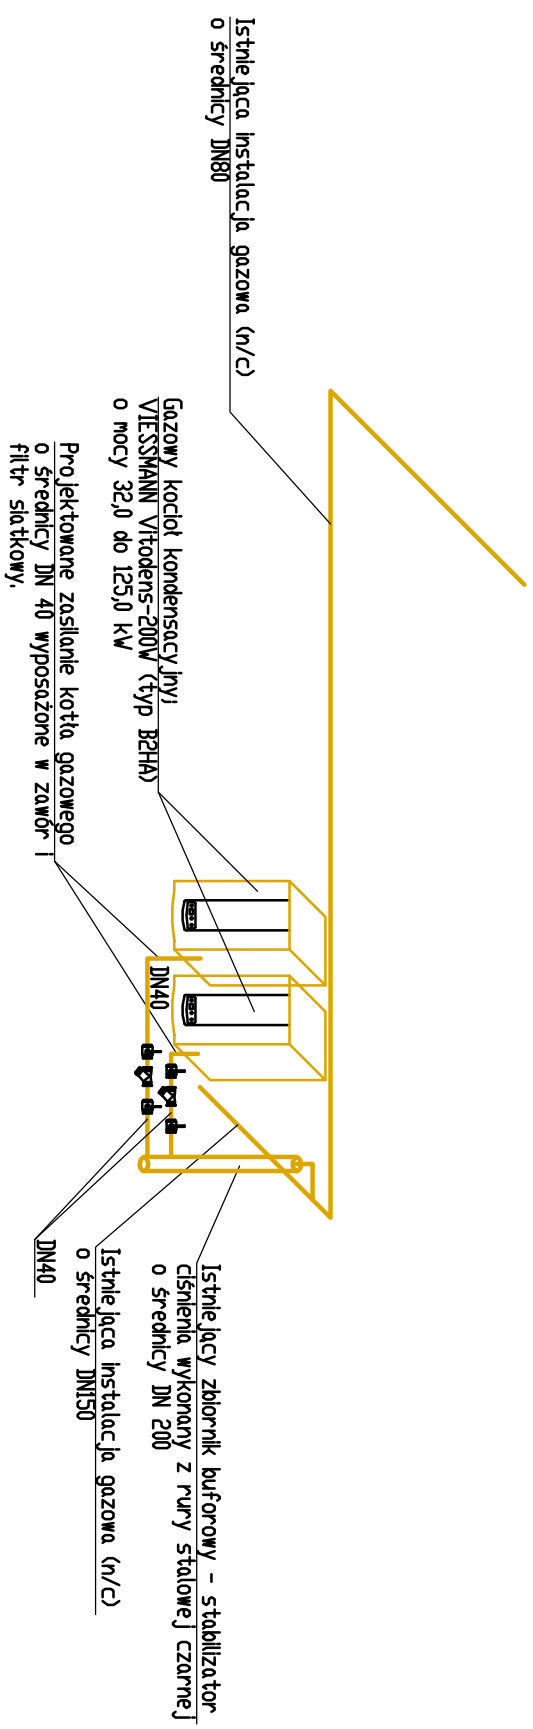 Istniejąca instalacja gazowa (n/c)
o średnicy DN80
Gazowy kocioł kondensacyjny;
VIESSMANN Vitodens-200W (typ B2HA)
o mocy 32,0 do 125,0 kW
Projektowane zasilanie kotła gazowego
o średnicy DN 40 wyposażone w zawór i
filtr siatkowy.
DN40
Istniejący zbiornik buforowy - stabilizator
ciśnienia wykonany z rury stalowej czarnej
o średnicy DN 200
Istniejąca instalacja gazowa (n/c)
o średnicy DN150
DN40